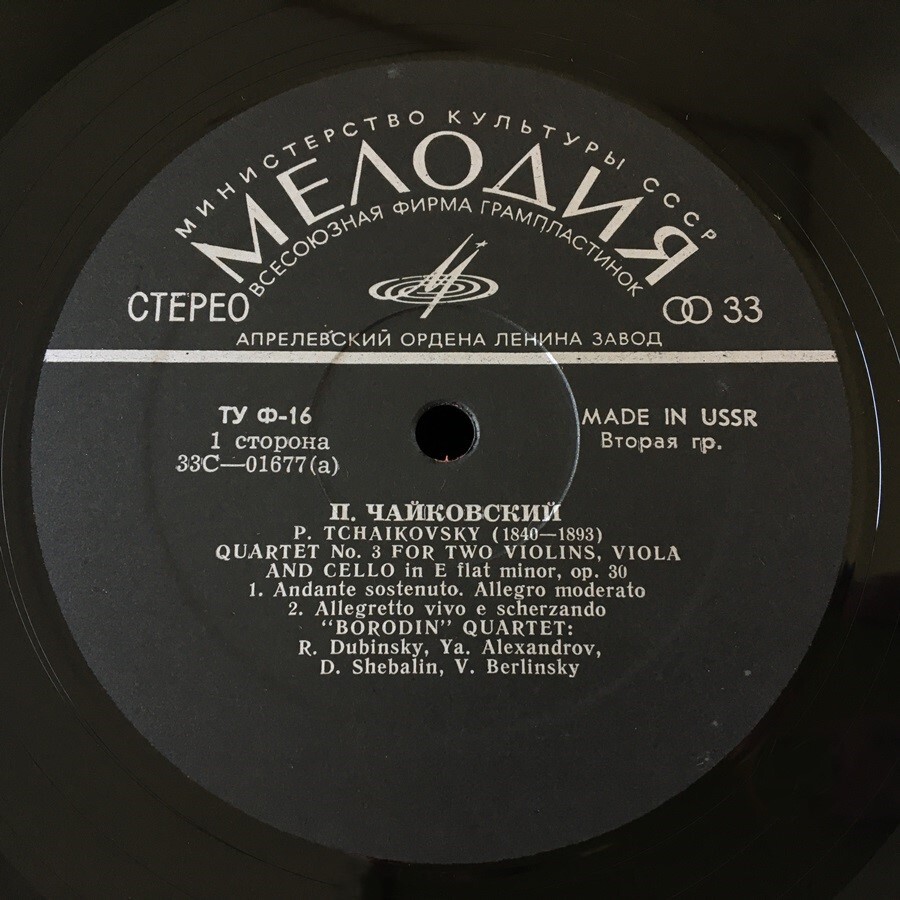 МИНИСТЕРСТВО КУЛЬТУРЫ СССР
МЕЛОДИЯ
ВСЕСОЮЗНАЯ ФИРМА ГРАМПЛАСТИНОК
СТЕРЕО
33
АПРЕЛЕВСКИЙ ОРДЕНА ЛЕНИНА ЗАВОД
ТУ Ф-16
MADE IN USSR
1 сторона
Вторая гр.
33С—01677(а)
П. ЧАЙКОВСКИЙ
P. TCHAIKOVSKY (1840—1893)
QUARTET No. 3 FOR TWO VIOLINS, VIOLA
AND CELLO in E flat minor, op. 30
1. Andante sostenuto. Allegro moderato
2. Allegretto vivo e scherzando
"BORODIN" QUARTET:
R. Dubinsky, Ya. Alexandrov,
D. Shebalin, V. Berlinsky